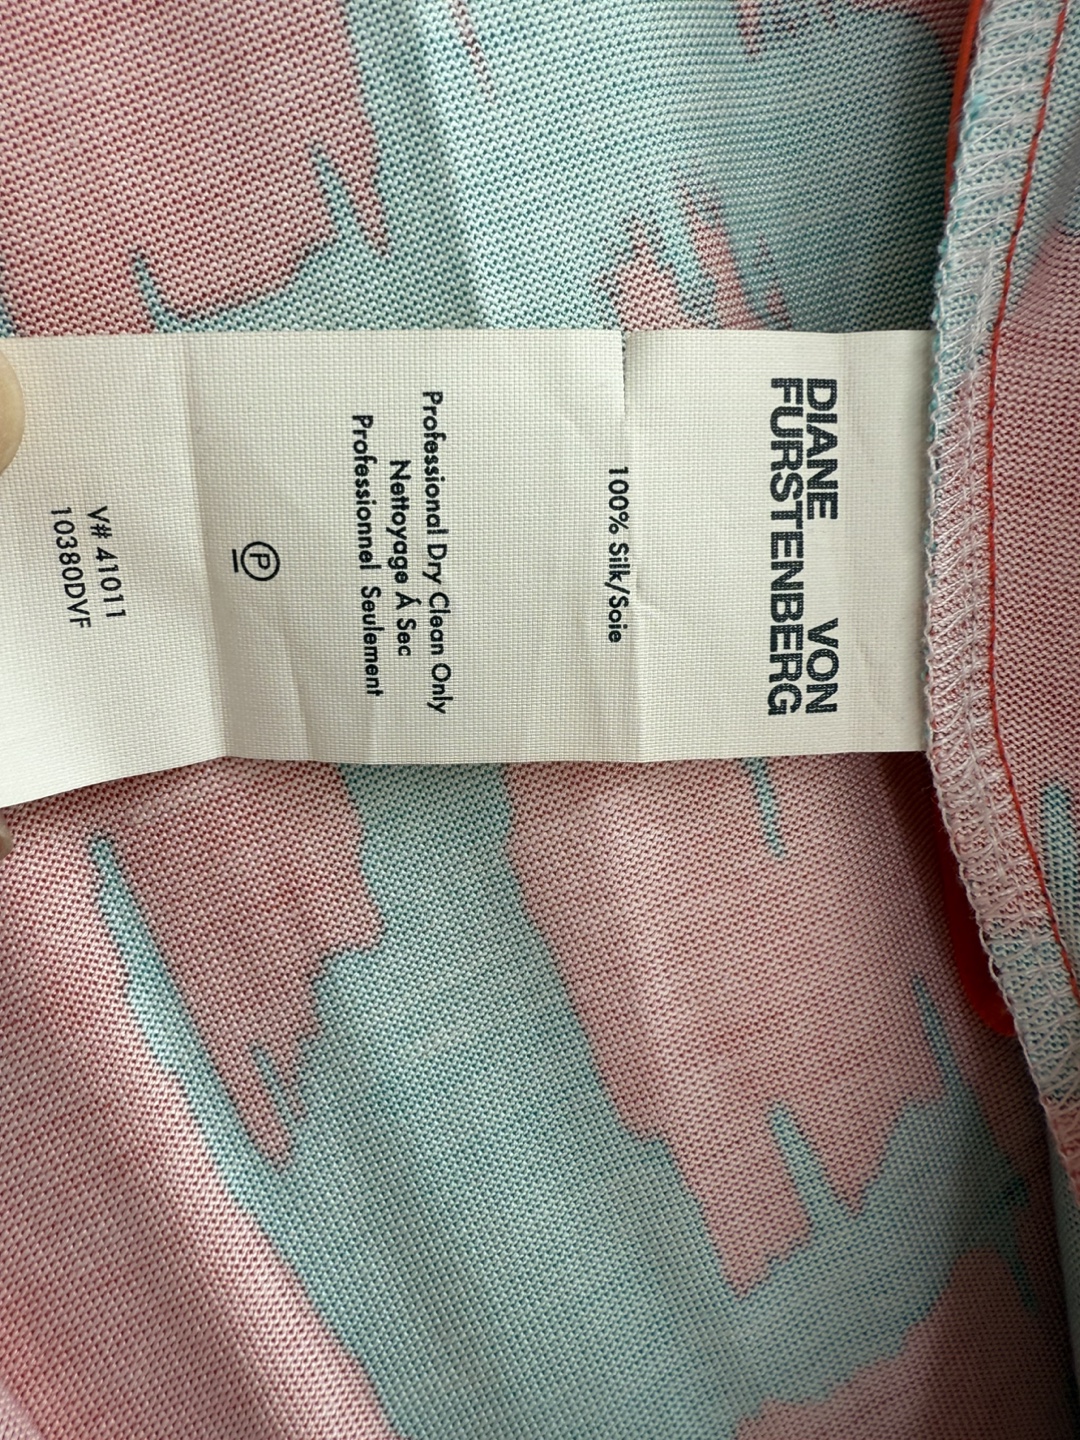 DIANE VON
FURSTENBERG
100% Silk/Soie
Professional Dry Clean Only
Nettoyage Á Sec
Professionnel Seulement
P
V# 41011
10380DVF